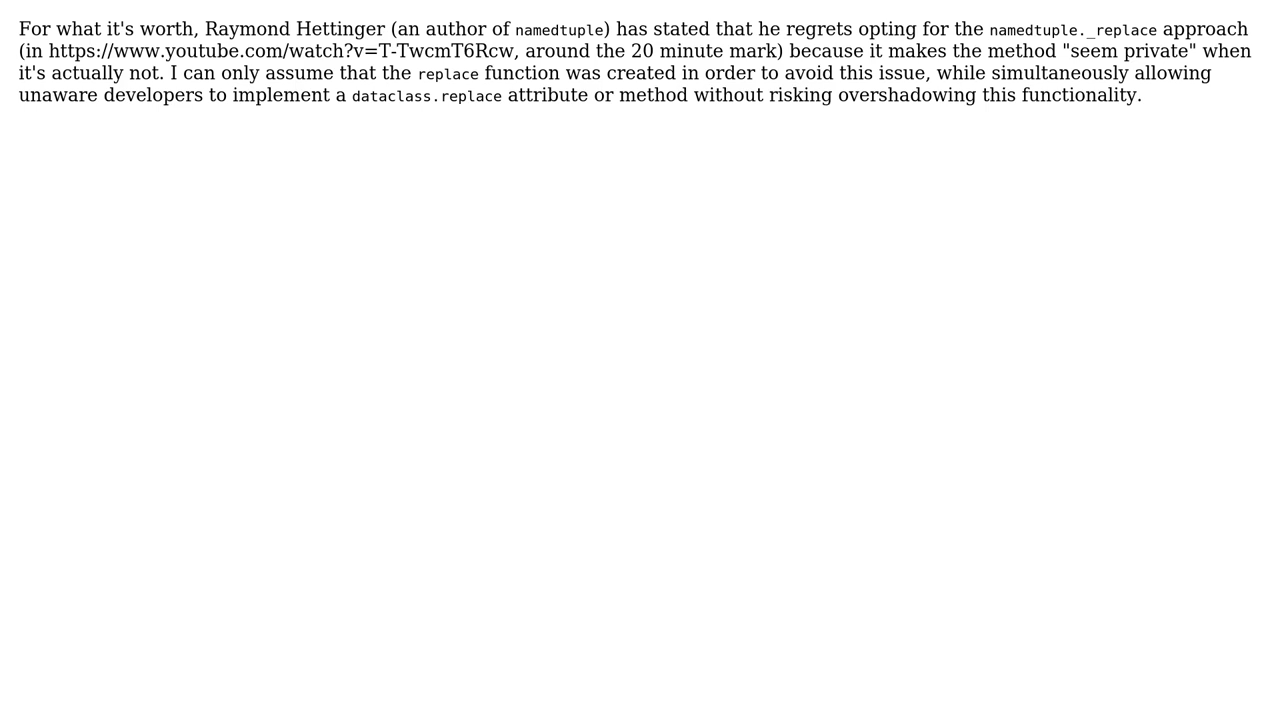 For what it's worth, Raymond Hettinger (an author of namedtuple) has stated that he regrets opting for the namedtuple._replace approach
(in https://www.youtube.com/watch?v=T-TwcmT6Rcw, around the 20 minute mark) because it makes the method "seem private" when
it's actually not. I can only assume that the replace function was created in order to avoid this issue, while simultaneously allowing
unaware developers to implement a dataclass.replace attribute or method without risking overshadowing this functionality.